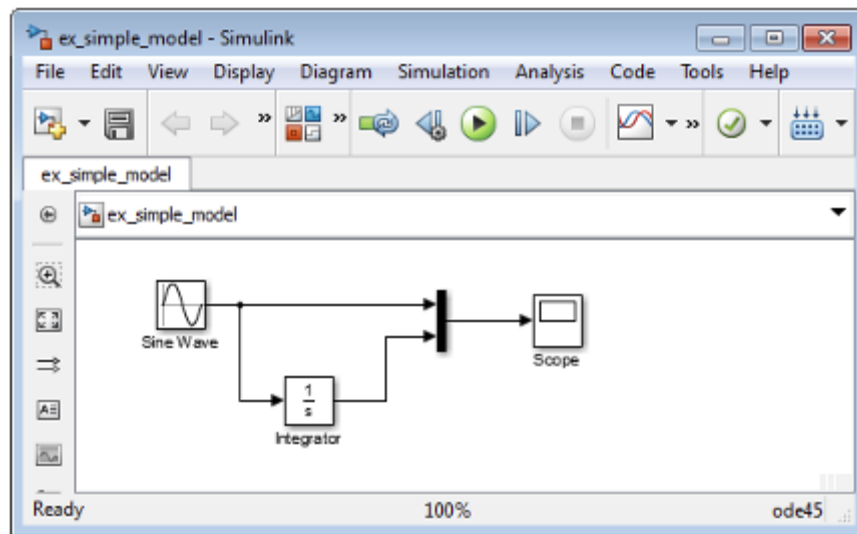 ex_simple_model - Simulink
File Edit View Display Diagram Simulation Analysis Code Tools Help
ex_simple_model
ex_simple_model
Sine Wave
Scope
1
s
Integrator
Ready 100% ode45